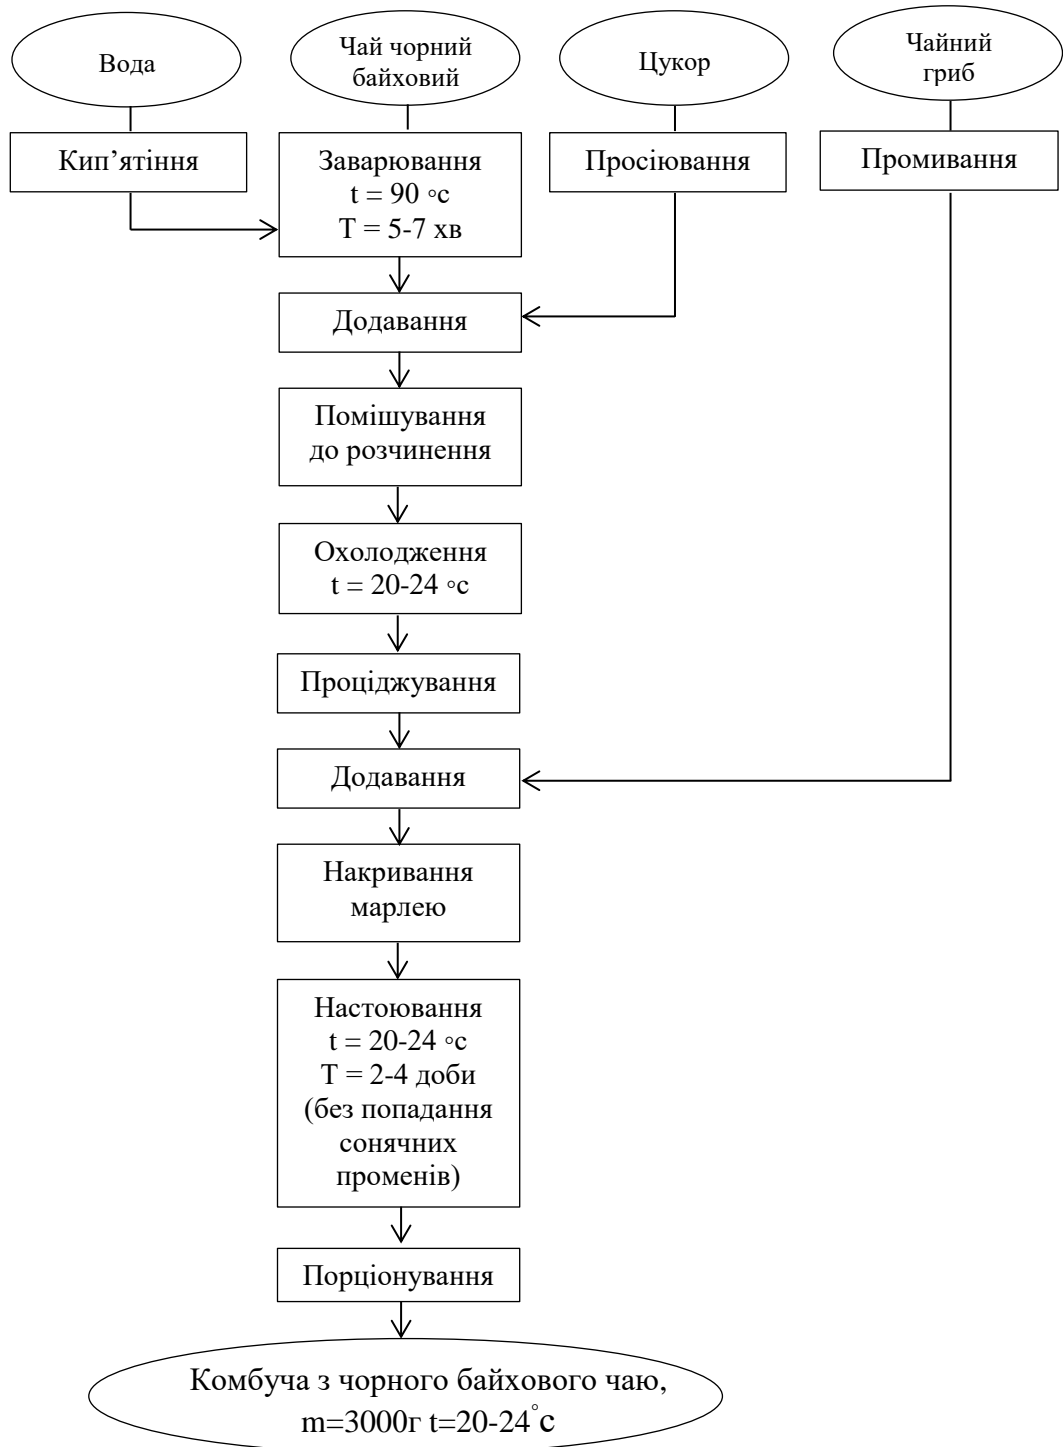 Вода
Чай чорний
байховий
Цукор
Чайний
гриб
Кип’ятіння
Заварювання
t = 90 °с
Т = 5-7 хв
Просіювання
Промивання
Додавання
Помішування
до розчинення
Охолодження
t = 20-24 °с
Проціджування
Додавання
Накривання
марлею
Настоювання
t = 20-24 °с
Т = 2-4 доби
(без попадання
сонячних
променів)
Порціонування
Комбуча з чорного байхового чаю,
m=3000г t=20-24°с